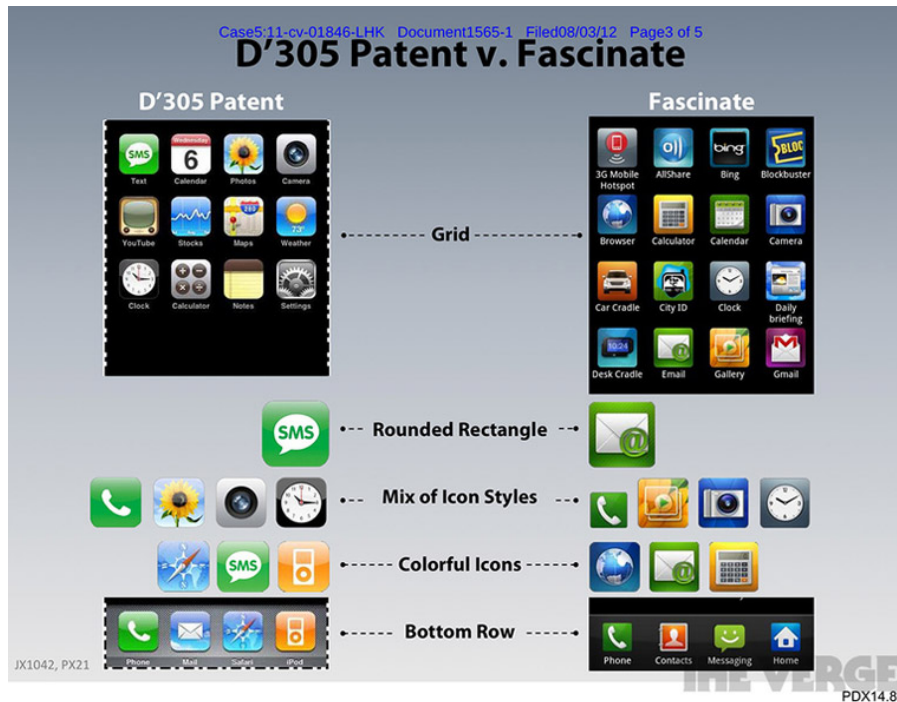 Case5:11-cv-01846-LHK Document1565-1 Filed08/03/12 Page3 of 5
D'305 Patent v. Fascinate
D'305 Patent
Fascinate
SMS
Wednesday
6
Text Calendar Photos Camera
280
73°
YouTube Stocks Maps Weather
Clock Calculator Notes Settings
Grid
bing
BLOC
3G Mobile
Hotspot
AllShare Bing Blockbuster
Browser Calculator Calendar Camera
Car Cradle City ID Clock Daily
briefing
10:24
Desk Cradle Email Gallery Gmail
SMS
Rounded Rectangle
Mix of Icon Styles
SMS
Colorful Icons
Bottom Row
Phone Mail Safari iPod
Phone Contacts Messaging Home
JX1042, PX21
THE VERGE
PDX14.8